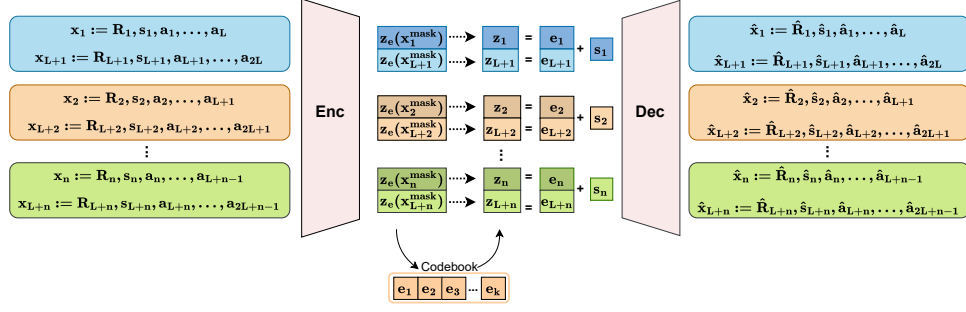 x₁ := R₁, s₁, a₁, …, a_L
x_{L+1} := R_{L+1}, s_{L+1}, a_{L+1}, …, a_{2L}
x₂ := R₂, s₂, a₂, …, a_{L+1}
x_{L+2} := R_{L+2}, s_{L+2}, a_{L+2}, …, a_{2L+1}
⋮
x_n := R_n, s_n, a_n, …, a_{L+n−1}
x_{L+n} := R_{L+n}, s_{L+n}, a_{L+n}, …, a_{2L+n−1}
Enc
z_e(x₁^{mask}) z₁ = e₁ + s₁
z_e(x_{L+1}^{mask}) z_{L+1} = e_{L+1}
z_e(x₂^{mask}) z₂ = e₂ + s₂
z_e(x_{L+2}^{mask}) z_{L+2} = e_{L+2}
⋮
z_e(x_n^{mask}) z_n = e_n + s_n
z_e(x_{L+n}^{mask}) z_{L+n} = e_{L+n}
Codebook
e₁ e₂ e₃ … e_k
Dec
x̂₁ := R̂₁, ŝ₁, â₁, …, â_L
x̂_{L+1} := R̂_{L+1}, ŝ_{L+1}, â_{L+1}, …, â_{2L}
x̂₂ := R̂₂, ŝ₂, â₂, …, â_{L+1}
x̂_{L+2} := R̂_{L+2}, ŝ_{L+2}, â_{L+2}, …, â_{2L+1}
⋮
x̂_n := R̂_n, ŝ_n, â_n, …, â_{L+n−1}
x̂_{L+n} := R̂_{L+n}, ŝ_{L+n}, â_{L+n}, …, â_{2L+n−1}